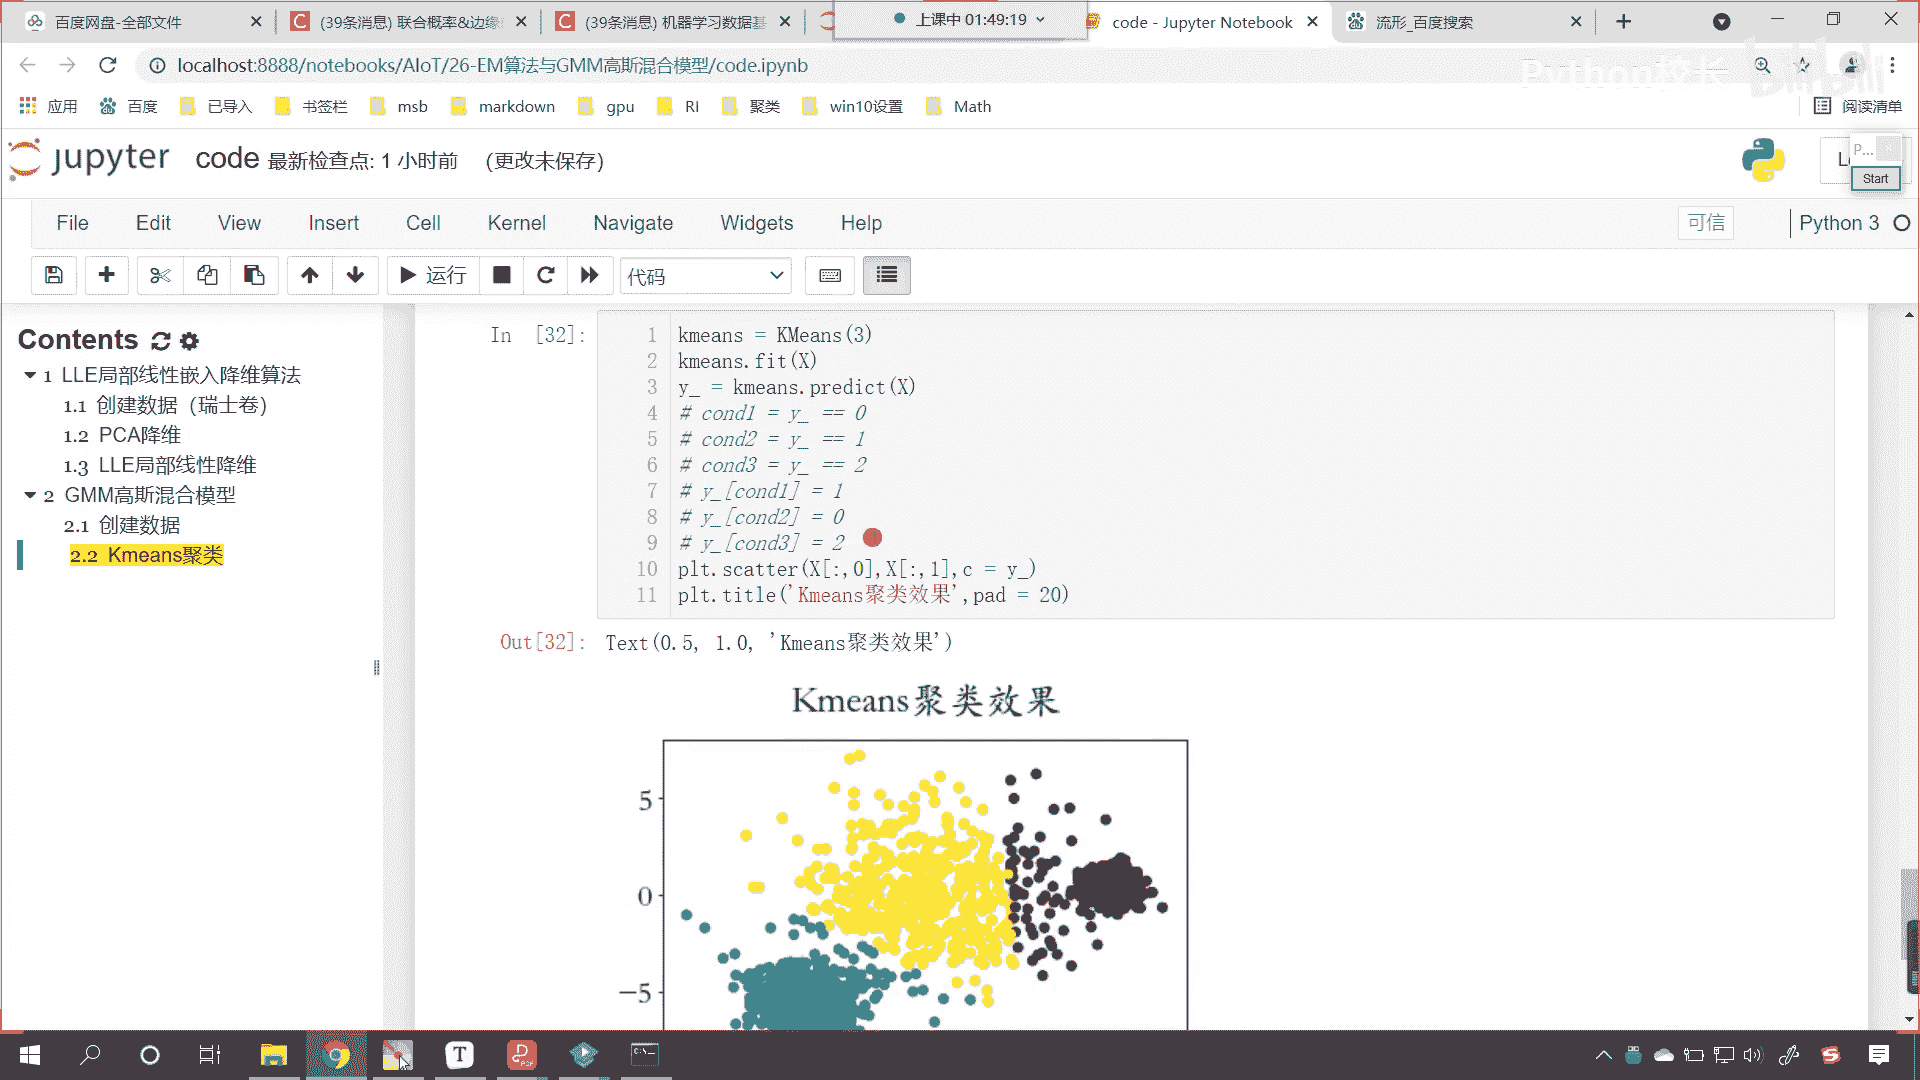 百度网盘-全部文件
(39条消息) 联合概率&边缘
(39条消息) 机器学习数据基
上课中 01:49:19
code - Jupyter Notebook
流形_百度搜索
localhost:8888/notebooks/AIoT/26-EM算法与GMM高斯混合模型/code.ipynb
Python校长
bilibili
应用 百度 已导入 书签栏 msb markdown gpu RI 聚类 win10设置 Math 阅读清单
jupyter code 最新检查点: 1 小时前 (更改未保存)
P...
Start
File Edit View Insert Cell Kernel Navigate Widgets Help 可信 Python 3
运行 代码
Contents
1 LLE局部线性嵌入降维算法
1.1 创建数据（瑞士卷）
1.2 PCA降维
1.3 LLE局部线性降维
2 GMM高斯混合模型
2.1 创建数据
2.2 Kmeans聚类
In [32]:
1 kmeans = KMeans(3)
2 kmeans.fit(X)
3 y_ = kmeans.predict(X)
4 # cond1 = y_ == 0
5 # cond2 = y_ == 1
6 # cond3 = y_ == 2
7 # y_[cond1] = 1
8 # y_[cond2] = 0
9 # y_[cond3] = 2
10 plt.scatter(X[:,0],X[:,1],c = y_)
11 plt.title('Kmeans聚类效果',pad = 20)
Out[32]: Text(0.5, 1.0, 'Kmeans聚类效果')
Kmeans聚类效果
5
0
−5